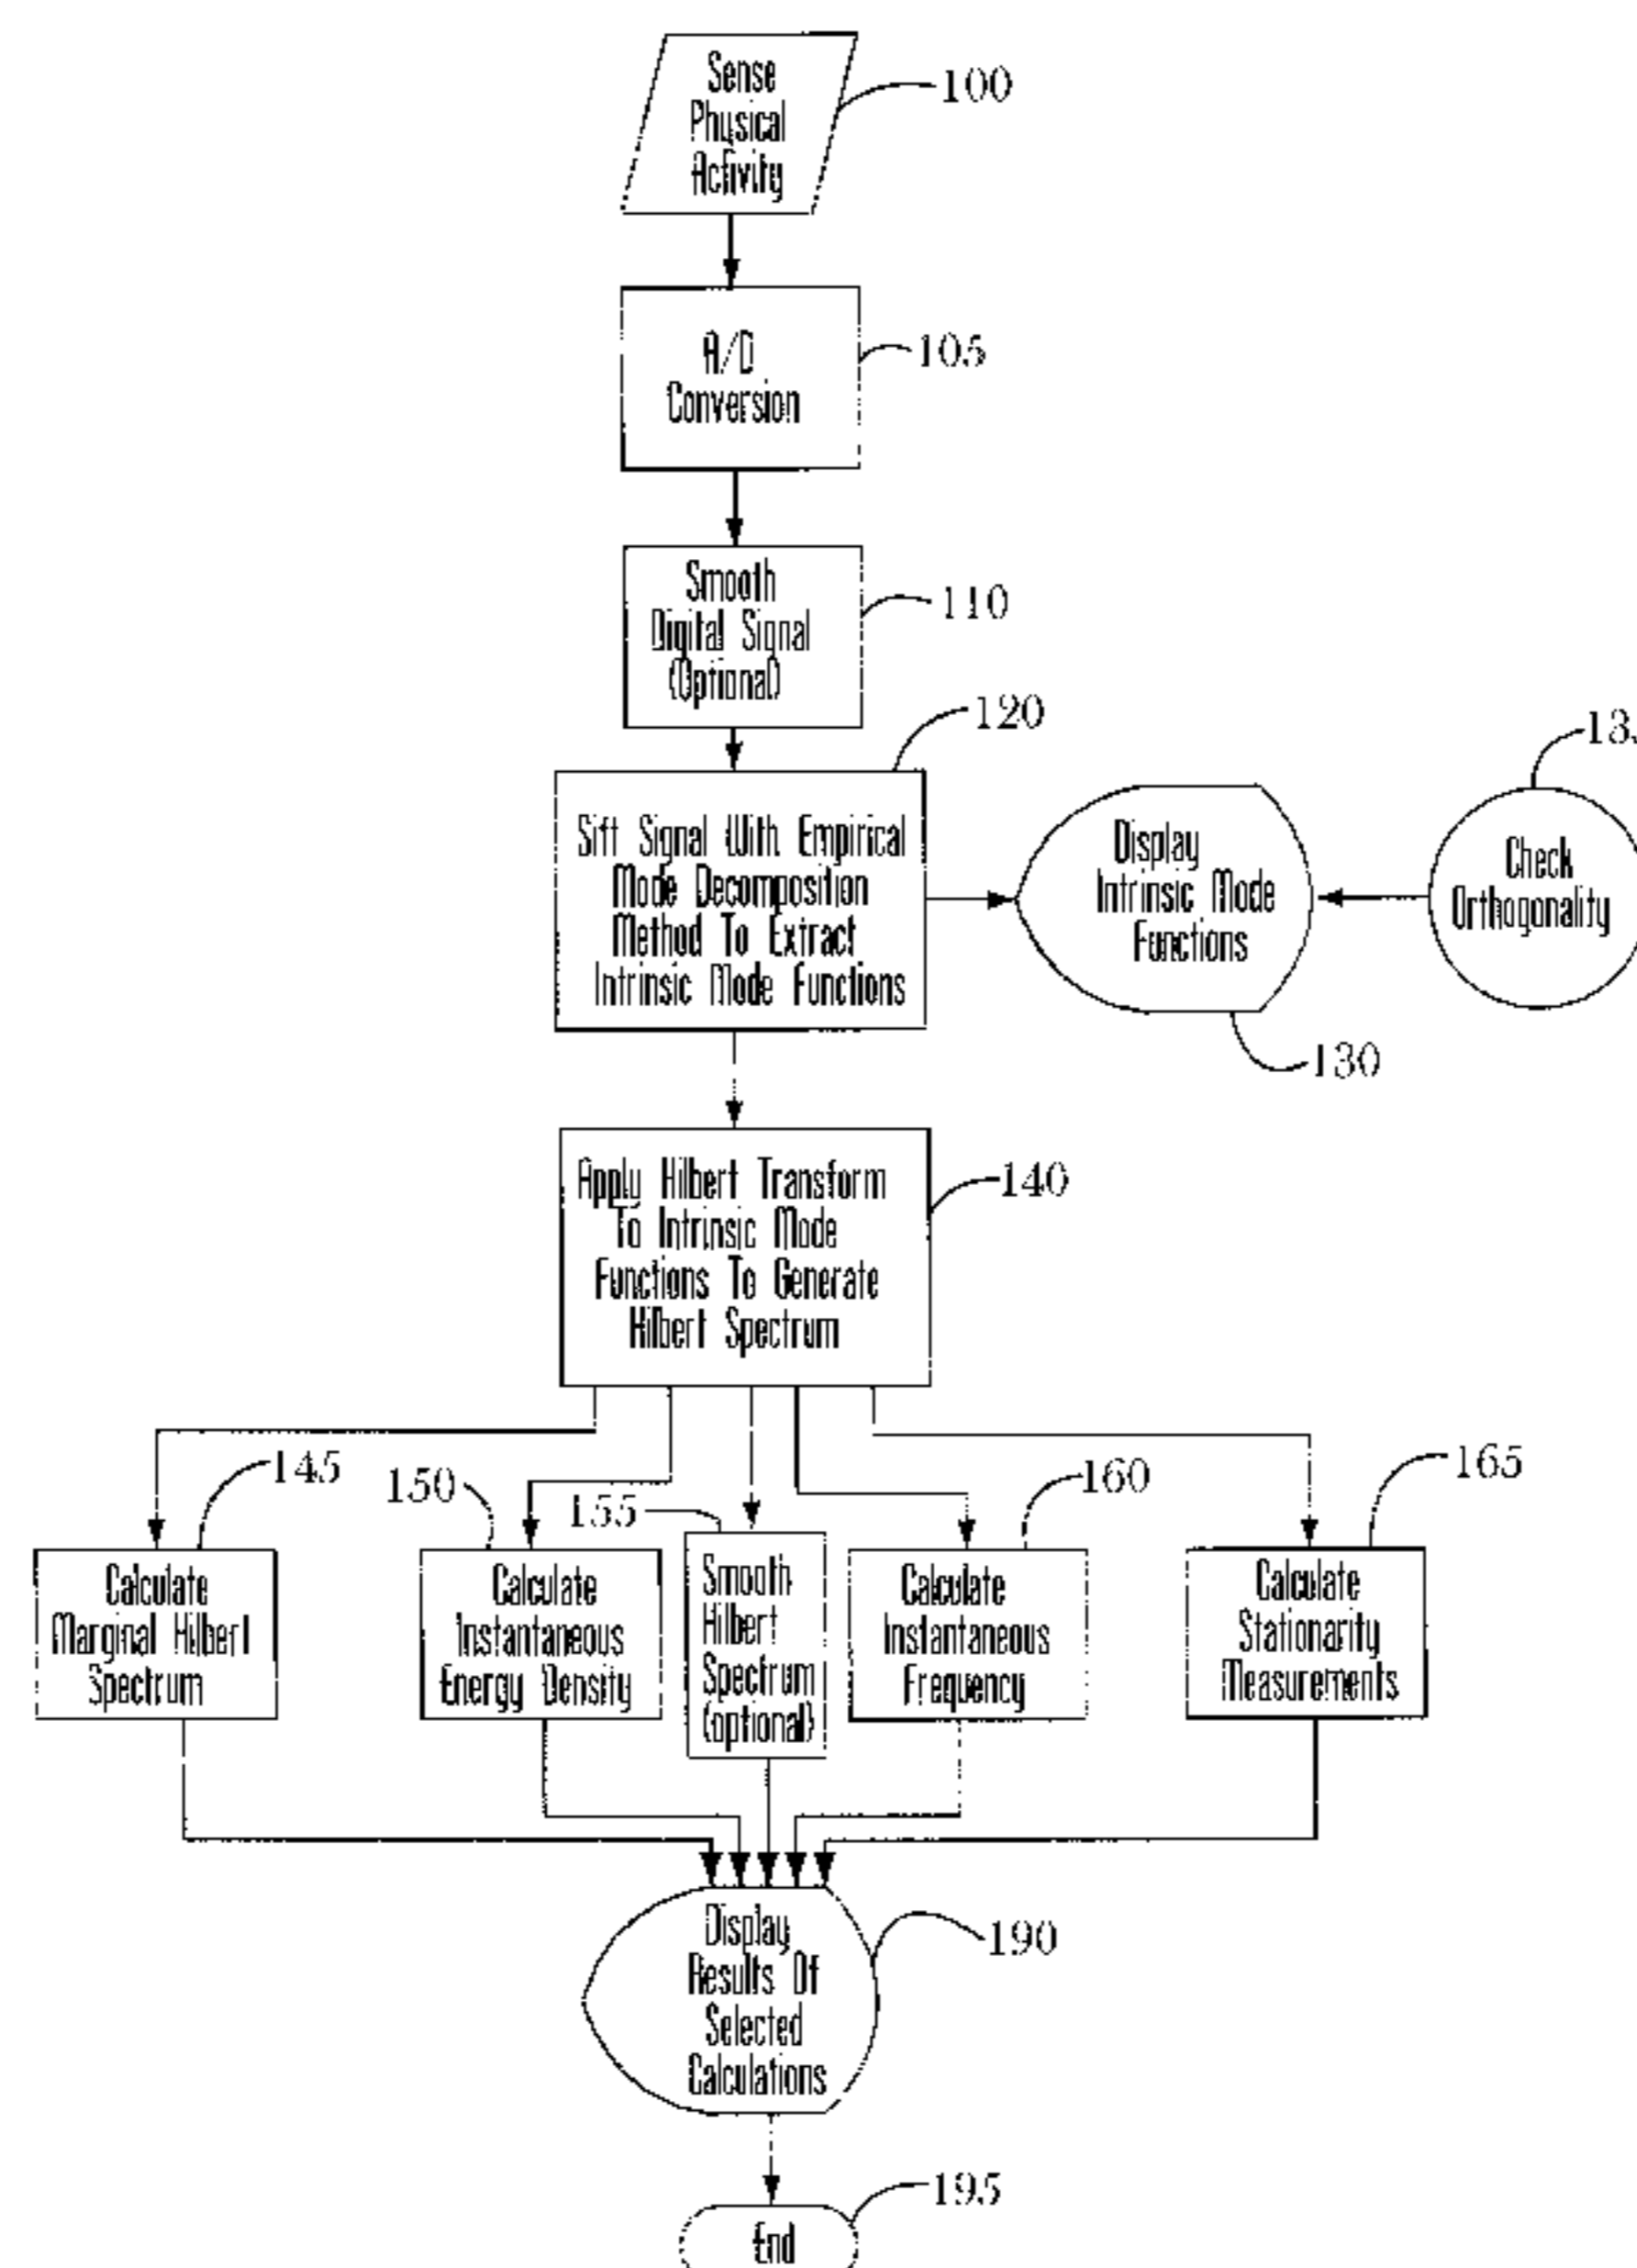 Sense
Physical
Activity
100
A/D
Conversion
105
Smooth
Digital Signal
(Optional)
110
120
Sift Signal With Empirical
Mode Decomposition
Method To Extract
Intrinsic Mode Functions
Display
Intrinsic Mode
Functions
130
Check
Orthogonality
Apply Hilbert Transform
To Intrinsic Mode
Functions To Generate
Hilbert Spectrum
140
145
150
155
160
165
Calculate
Marginal Hilbert
Spectrum
Calculate
Instantaneous
Energy Density
Smooth
Hilbert
Spectrum
(optional)
Calculate
Instantaneous
Frequency
Calculate
Stationarity
Measurements
Display
Results Of
Selected
Calculations
190
195
End